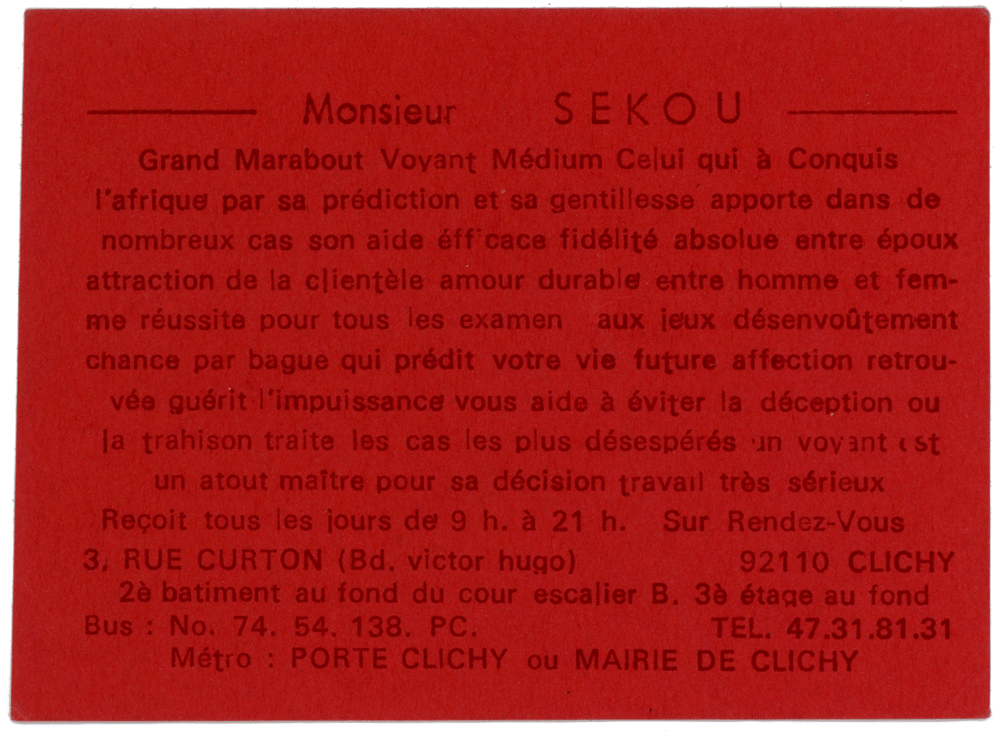 Monsieur SEKOU
Grand Marabout Voyant Médium Celui qui à Conquis
l'afrique par sa prédiction et sa gentillesse apporte dans de
nombreux cas son aide éfficace fidélité absolue entre époux
attraction de la clientèle amour durable entre homme et fem-
me réussite pour tous les examen aux jeux désenvoûtement
chance par bague qui prédit votre vie future affection retrou-
vée guérit l'impuissance vous aide à éviter la déception ou
la trahison traite les cas les plus désespérés un voyant est
un atout maître pour sa décision travail très sérieux
Reçoit tous les jours de 9 h. à 21 h. Sur Rendez-Vous
3, RUE CURTON (Bd. victor hugo) 92110 CLICHY
2è batiment au fond du cour escalier B. 3è étage au fond
Bus : No. 74. 54. 138. PC. TEL. 47.31.81.31
Métro : PORTE CLICHY ou MAIRIE DE CLICHY